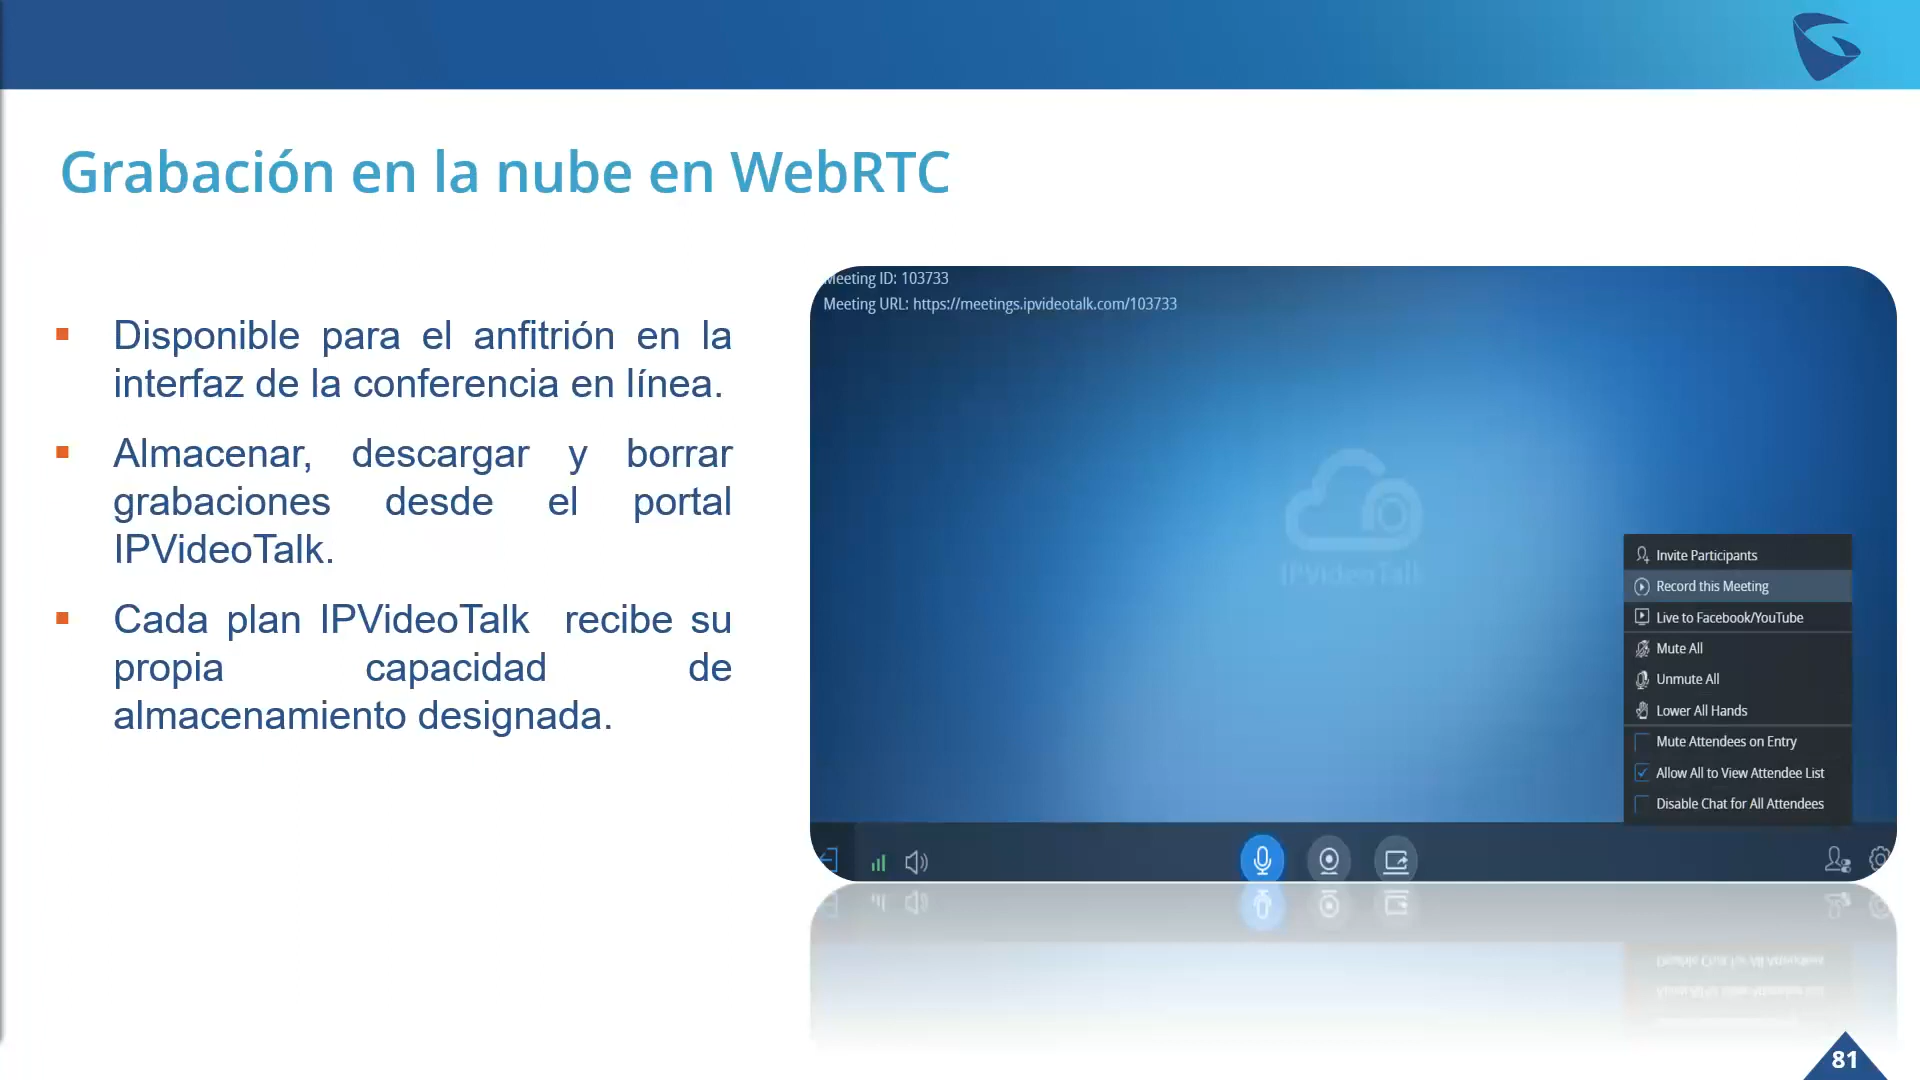 Grabación en la nube en WebRTC
Disponible para el anfitrión en la
interfaz de la conferencia en línea.
Almacenar, descargar y borrar
grabaciones desde el portal
IPVideoTalk.
Cada plan IPVideoTalk recibe su
propia capacidad de
almacenamiento designada.
Meeting ID: 103733
Meeting URL: https://meetings.ipvideotalk.com/103733
IPVideoTalk
Invite Participants
Record this Meeting
Live to Facebook/YouTube
Mute All
Unmute All
Lower All Hands
Mute Attendees on Entry
Allow All to View Attendee List
Disable Chat for All Attendees
81